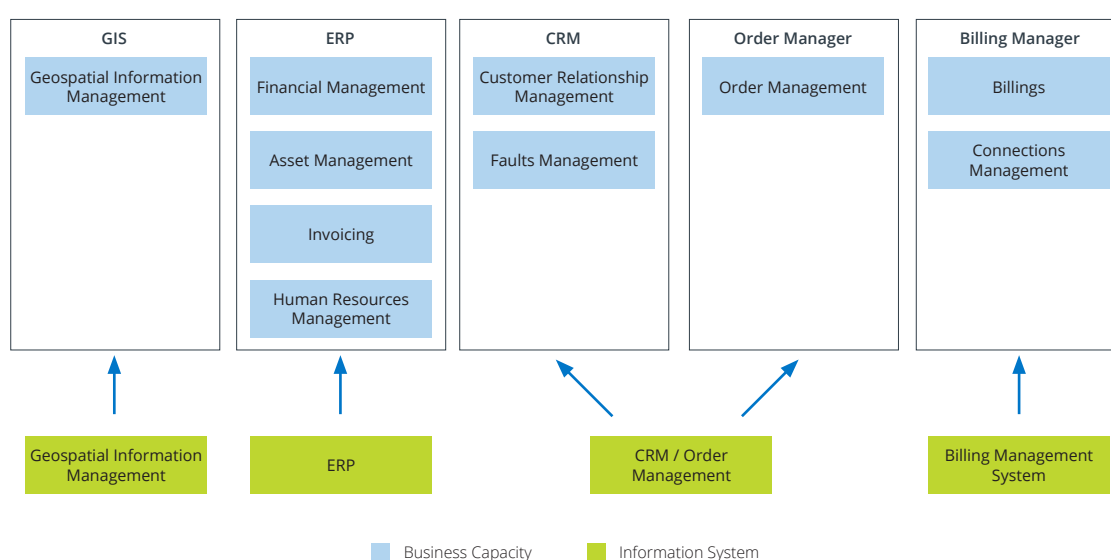 GIS
Geospatial Information
Management
ERP
Financial Management
Asset Management
Invoicing
Human Resources
Management
CRM
Customer Relationship
Management
Faults Management
Order Manager
Order Management
Billing Manager
Billings
Connections
Management
Geospatial Information
Management
ERP
CRM / Order
Management
Billing Management
System
Business Capacity
Information System